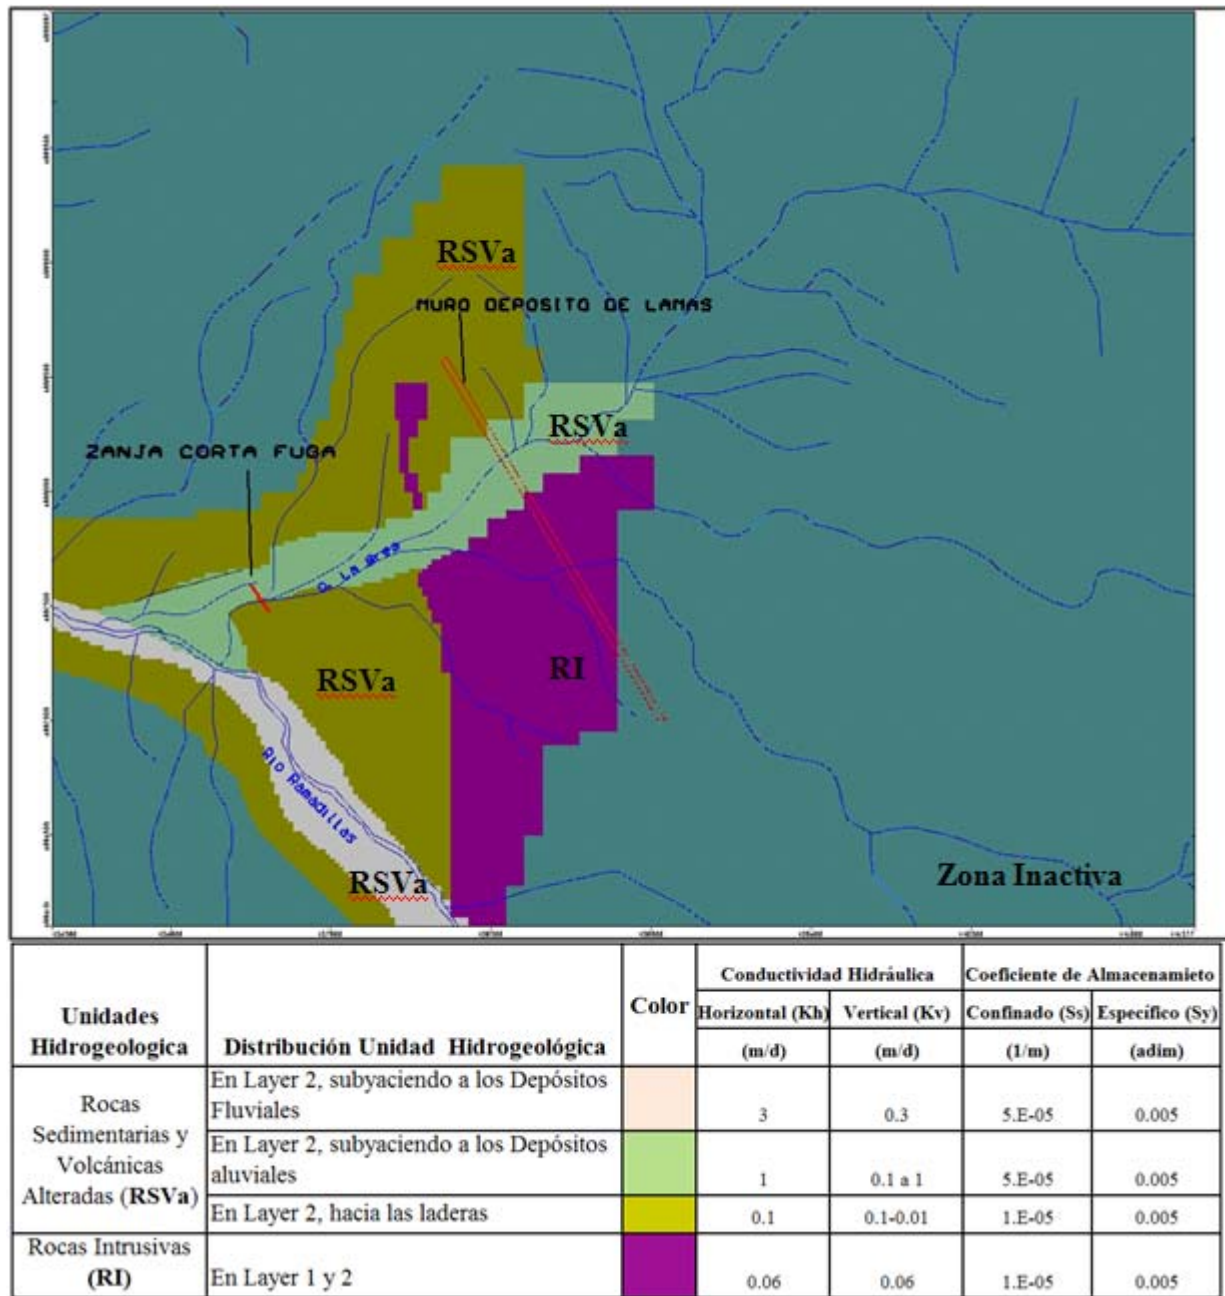 RSVa
MURO DEPOSITO DE LAMAS
RSVa
ZANJA CORTA FUGA
Q. La Brea
RSVa
RI
Rio Ramadillas
RSVa
Zona Inactiva
Unidades Hidrogeologica
Distribución Unidad Hidrogeológica
Color
Conductividad Hidráulica
Coeficiente de Almacenamieto
Horizontal (Kh)
Vertical (Kv)
Confinado (Ss)
Específico (Sy)
(m/d)
(m/d)
(1/m)
(adim)
Rocas Sedimentarias y Volcánicas Alteradas (RSVa)
En Layer 2, subyaciendo a los Depósitos Fluviales
3
0.3
5.E-05
0.005
En Layer 2, subyaciendo a los Depósitos aluviales
1
0.1 a 1
5.E-05
0.005
En Layer 2, hacia las laderas
0.1
0.1-0.01
1.E-05
0.005
Rocas Intrusivas (RI)
En Layer 1 y 2
0.06
0.06
1.E-05
0.005